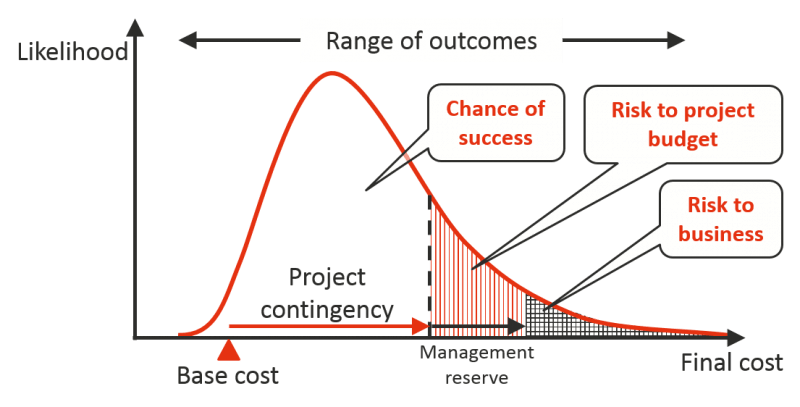 Likelihood
Range of outcomes
Chance of
success
Risk to project
budget
Risk to
business
Project
contingency
Management
reserve
Base cost
Final cost